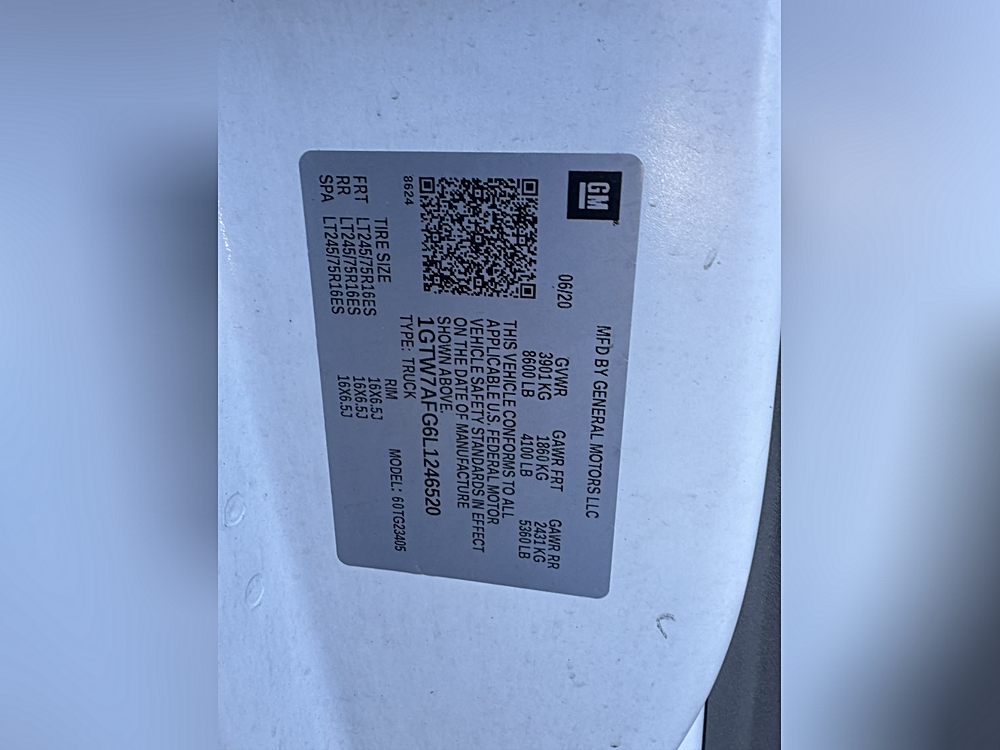 GM
MFD BY GENERAL MOTORS LLC
06/20
GVWR GAWR FRT GAWR RR
3901 KG 1860 KG 2431 KG
8600 LB 4100 LB 5360 LB
THIS VEHICLE CONFORMS TO ALL
APPLICABLE U.S. FEDERAL MOTOR
VEHICLE SAFETY STANDARDS IN EFFECT
ON THE DATE OF MANUFACTURE
SHOWN ABOVE.
1GTW7AFG6L1246520
8624
TYPE: TRUCK MODEL: 60TG23405
TIRE SIZE RIM
FRT LT245/75R16ES 16X6.5J
RR LT245/75R16ES 16X6.5J
SPA LT245/75R16ES 16X6.5J